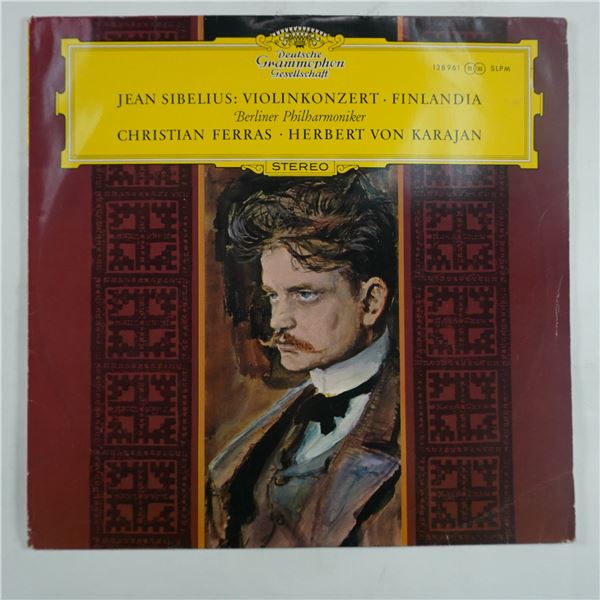 Deutsche
Grammophon
Gesellschaft
138961 SLPM
JEAN SIBELIUS: VIOLINKONZERT · FINLANDIA
Berliner Philharmoniker
CHRISTIAN FERRAS · HERBERT VON KARAJAN
STEREO